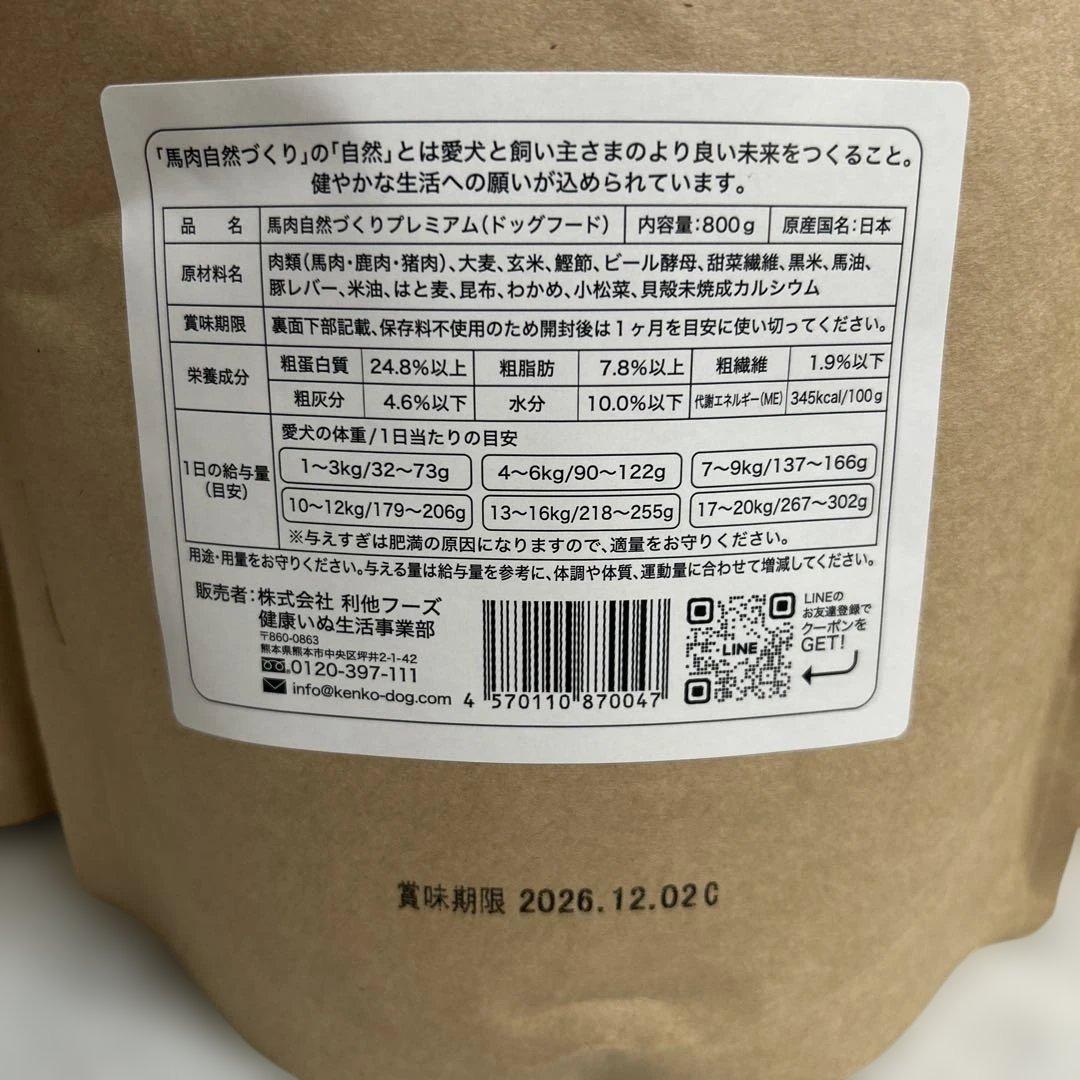 「馬肉自然づくり」の「自然」とは愛犬と飼い主さまのより良い未来をつくること。
健やかな生活への願いが込められています。
品 名 馬肉自然づくりプレミアム(ドッグフード) 内容量:800g 原産国名:日本
原材料名 肉類(馬肉・鹿肉・猪肉)、大麦、玄米、鰹節、ビール酵母、甜菜繊維、黒米、馬油、
豚レバー、米油、はと麦、昆布、わかめ、小松菜、貝殻未焼成カルシウム
賞味期限 裏面下部記載、保存料不使用のため開封後は1ヶ月を目安に使い切ってください。
栄養成分 粗蛋白質 24.8%以上 粗脂肪 7.8%以上 粗繊維 1.9%以下
粗灰分 4.6%以下 水分 10.0%以下 代謝エネルギー(ME) 345kcal/100g
1日の給与量
(目安)
愛犬の体重/1日当たりの目安
1〜3kg/32〜73g 4〜6kg/90〜122g 7〜9kg/137〜166g
10〜12kg/179〜206g 13〜16kg/218〜255g 17〜20kg/267〜302g
※与えすぎは肥満の原因になりますので、適量をお守りください。
用途・用量をお守りください。与える量は給与量を参考に、体調や体質、運動量に合わせて増減してください。
販売者:株式会社 利他フーズ
健康いぬ生活事業部
〒860-0863
熊本県熊本市中央区坪井2-1-42
0120-397-111
info@kenko-dog.com
4 570110 870047
LINE
LINEの
お友達登録で
クーポンを
GET!
賞味期限 2026.12.02C